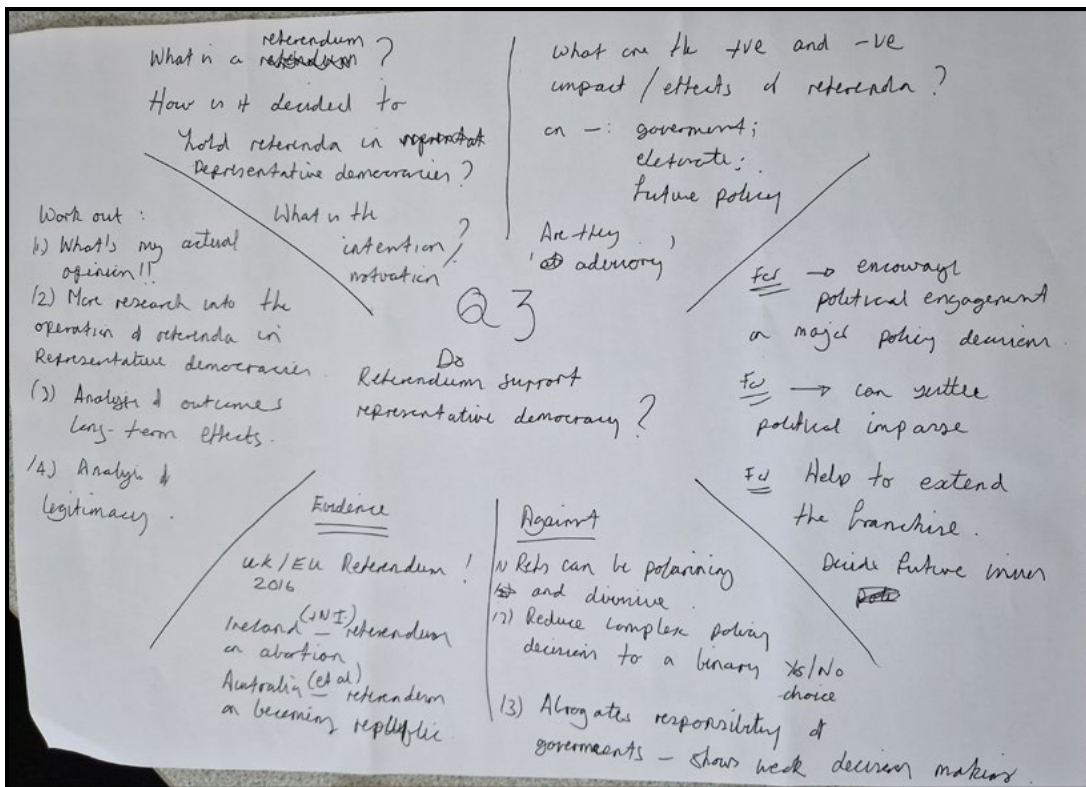 What is a referendum ?
How is it decided to
hold referenda in
Representative democracies?
What is the
intention /
motivation ?
What are the +ve and -ve
impact / effects of referenda ?
on -: goverment;
eletorate;
future policy
Are they
'advisory'
Work out :
(1) What's my actual
opinion!!
(2) More research into the
operation of referenda in
Representative democracies.
(3) Analysis of outcomes
long-term effects.
(4) Analysis of
legitimacy.
Q3
Do
Referendum support
representative democracy ?
For → encourage
political engagement
on major policy decisions.
For → can settle
political impasse
For Help to extend
the franchise.
Decide future issues
Evidence
UK/EU Referendum !
2016
Ireland (+NI) — referendum
on abortion
Australia (et al) — referendum
on becoming republic.
Against
(1) Refs can be polarising
and divisive.
(2) Reduce complex policy
decisions to a binary Yes/No
choice
(3) Abrogates responsibility of
governments — shows weak decision making.